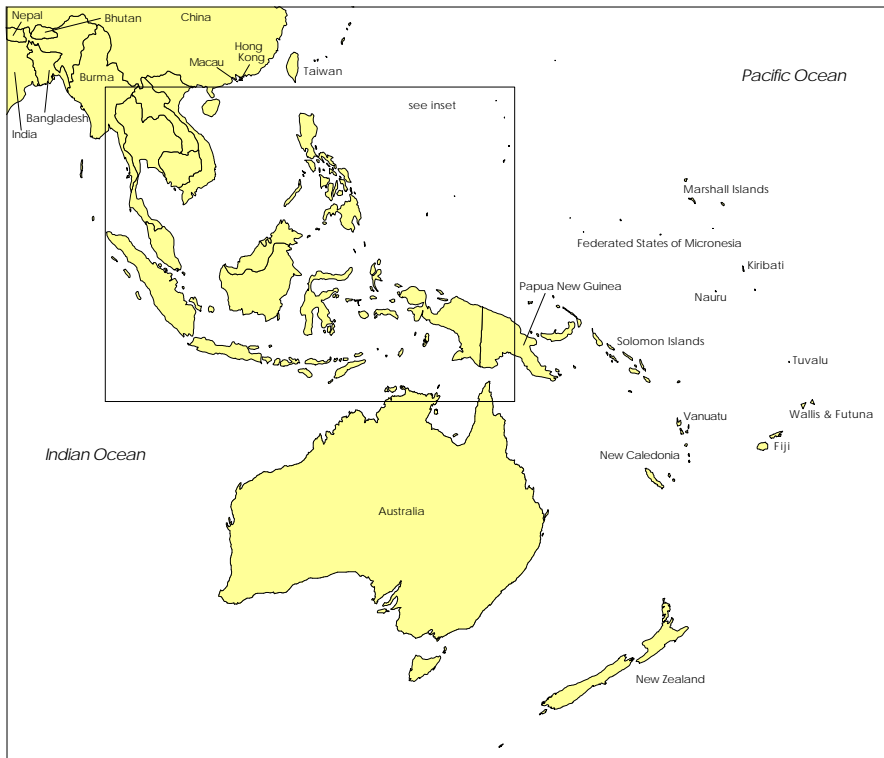 Nepal
Bhutan
China
Hong
Kong
Macau
Taiwan
Burma
Pacific Ocean
see inset
Bangladesh
India
Marshall Islands
Federated States of Micronesia
Kiribati
Papua New Guinea
Nauru
Solomon Islands
Tuvalu
Wallis & Futuna
Vanuatu
Fiji
Indian Ocean
New Caledonia
Australia
New Zealand